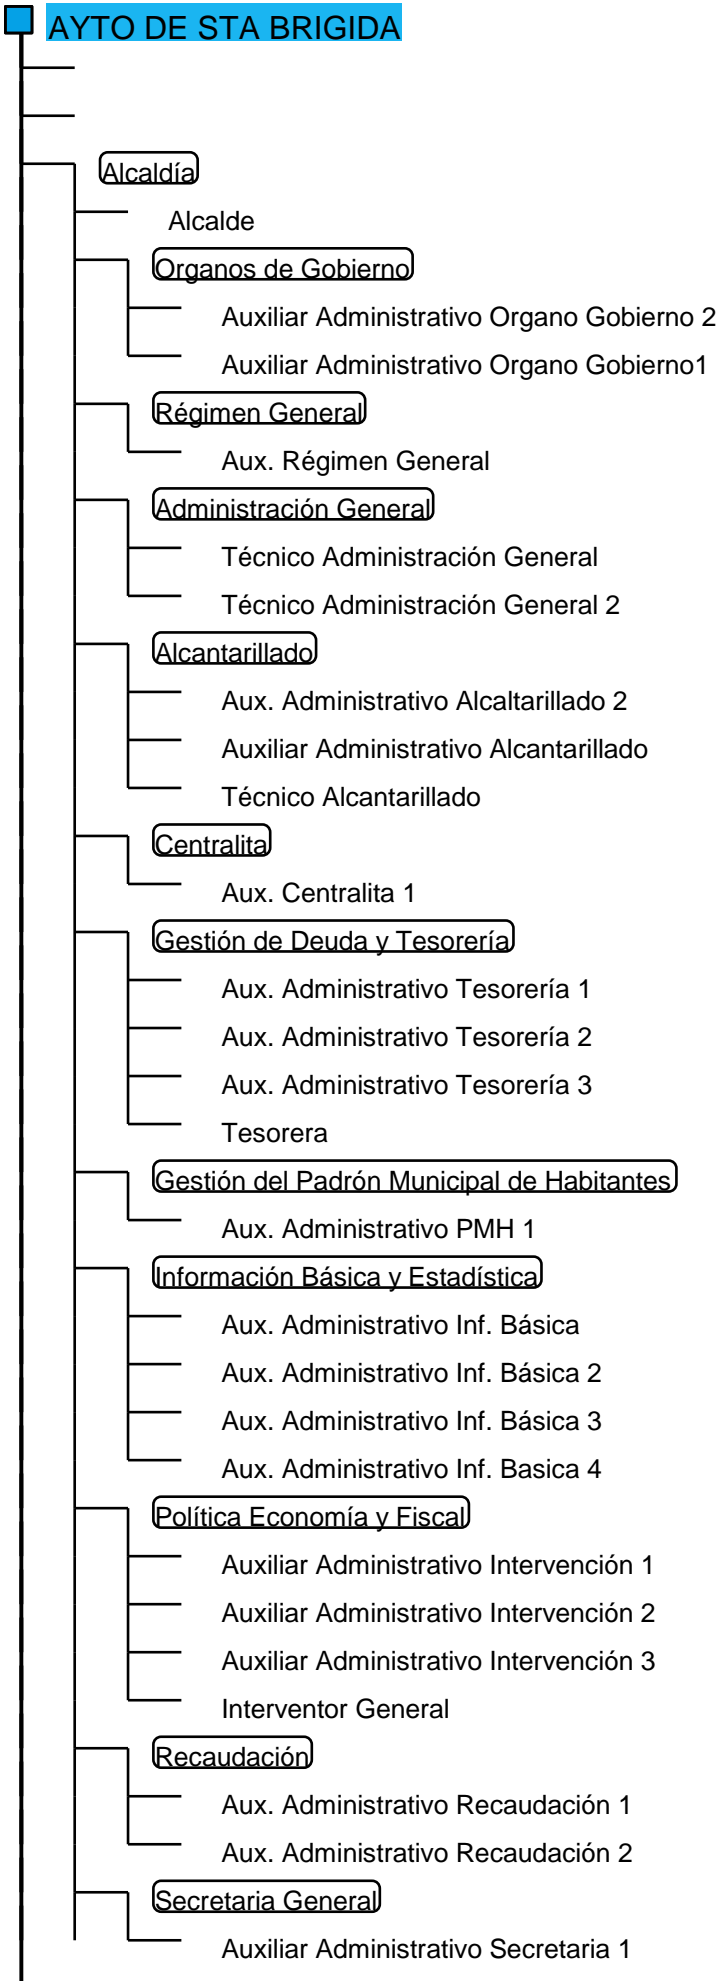 AYTO DE STA BRIGIDA
Alcaldía
Alcalde
Organos de Gobierno
Auxiliar Administrativo Organo Gobierno 2
Auxiliar Administrativo Organo Gobierno1
Régimen General
Aux. Régimen General
Administración General
Técnico Administración General
Técnico Administración General 2
Alcantarillado
Aux. Administrativo Alcaltarillado 2
Auxiliar Administrativo Alcantarillado
Técnico Alcantarillado
Centralita
Aux. Centralita 1
Gestión de Deuda y Tesorería
Aux. Administrativo Tesorería 1
Aux. Administrativo Tesorería 2
Aux. Administrativo Tesorería 3
Tesorera
Gestión del Padrón Municipal de Habitantes
Aux. Administrativo PMH 1
Información Básica y Estadística
Aux. Administrativo Inf. Básica
Aux. Administrativo Inf. Básica 2
Aux. Administrativo Inf. Básica 3
Aux. Administrativo Inf. Basica 4
Política Economía y Fiscal
Auxiliar Administrativo Intervención 1
Auxiliar Administrativo Intervención 2
Auxiliar Administrativo Intervención 3
Interventor General
Recaudación
Aux. Administrativo Recaudación 1
Aux. Administrativo Recaudación 2
Secretaria General
Auxiliar Administrativo Secretaria 1